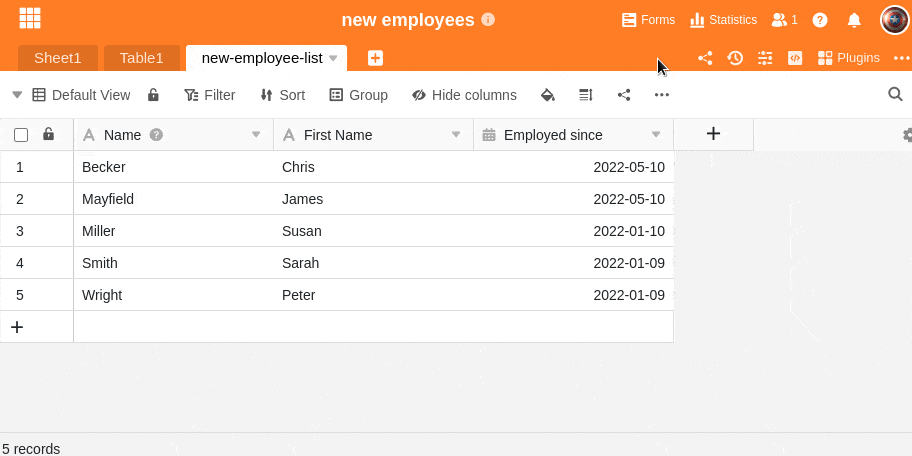 new employees
Forms Statistics 1
Sheet1 Table1 new-employee-list
Plugins
Default View Filter Sort Group Hide columns
Name First Name Employed since
1 Becker Chris 2022-05-10
2 Mayfield James 2022-05-10
3 Miller Susan 2022-01-10
4 Smith Sarah 2022-01-09
5 Wright Peter 2022-01-09
5 records